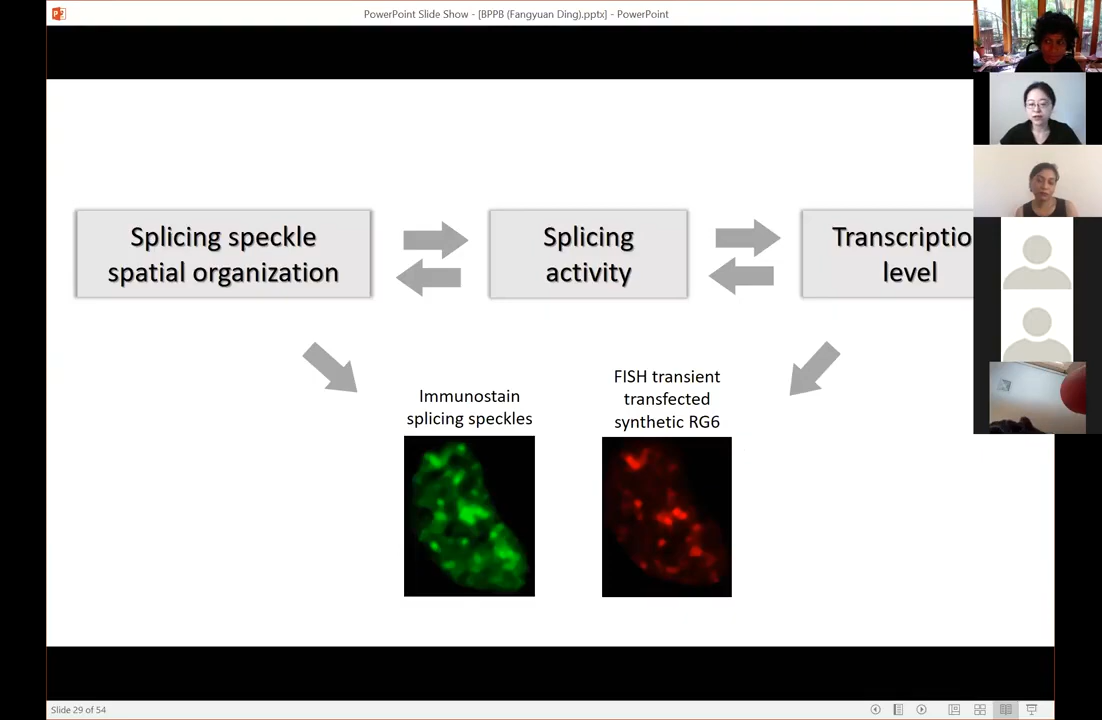 PowerPoint Slide Show - [BPPB (Fangyuan Ding).pptx] - PowerPoint
Splicing speckle
spatial organization
Splicing
activity
Transcriptio
level
Immunostain
splicing speckles
FISH transient
transfected
synthetic RG6
Slide 29 of 54